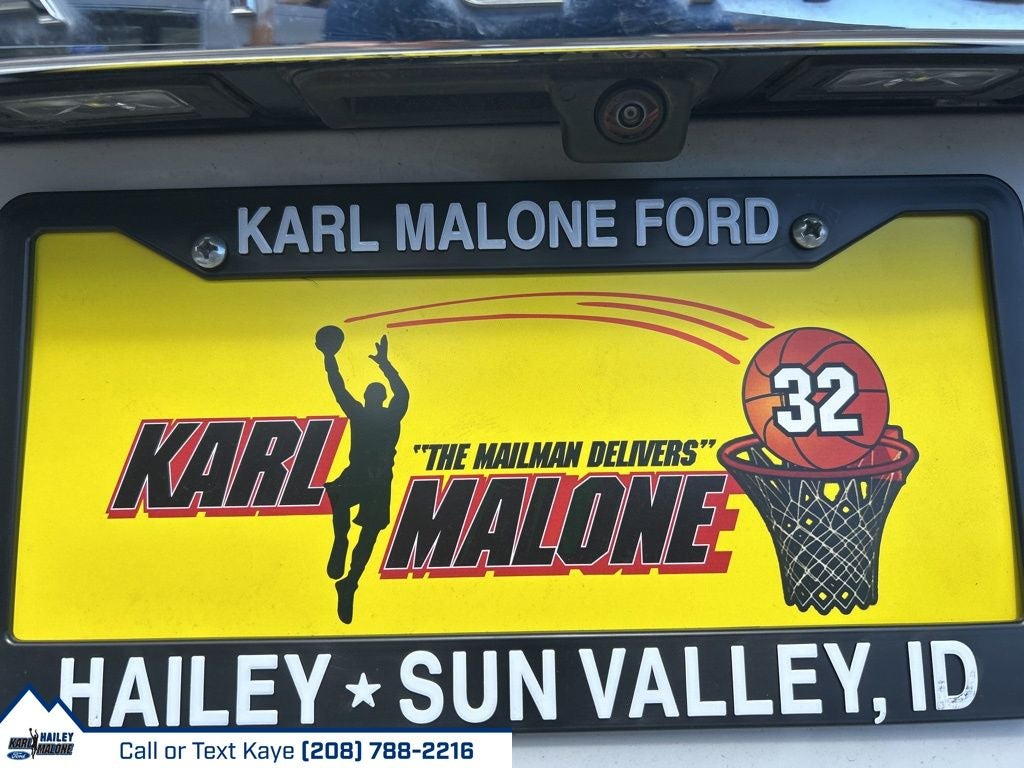 KARL MALONE FORD
32
"THE MAILMAN DELIVERS"
KARL
MALONE
HAILEY ★ SUN VALLEY, ID
HAILEY
KARL MALONE
Ford
Call or Text Kaye (208) 788-2216